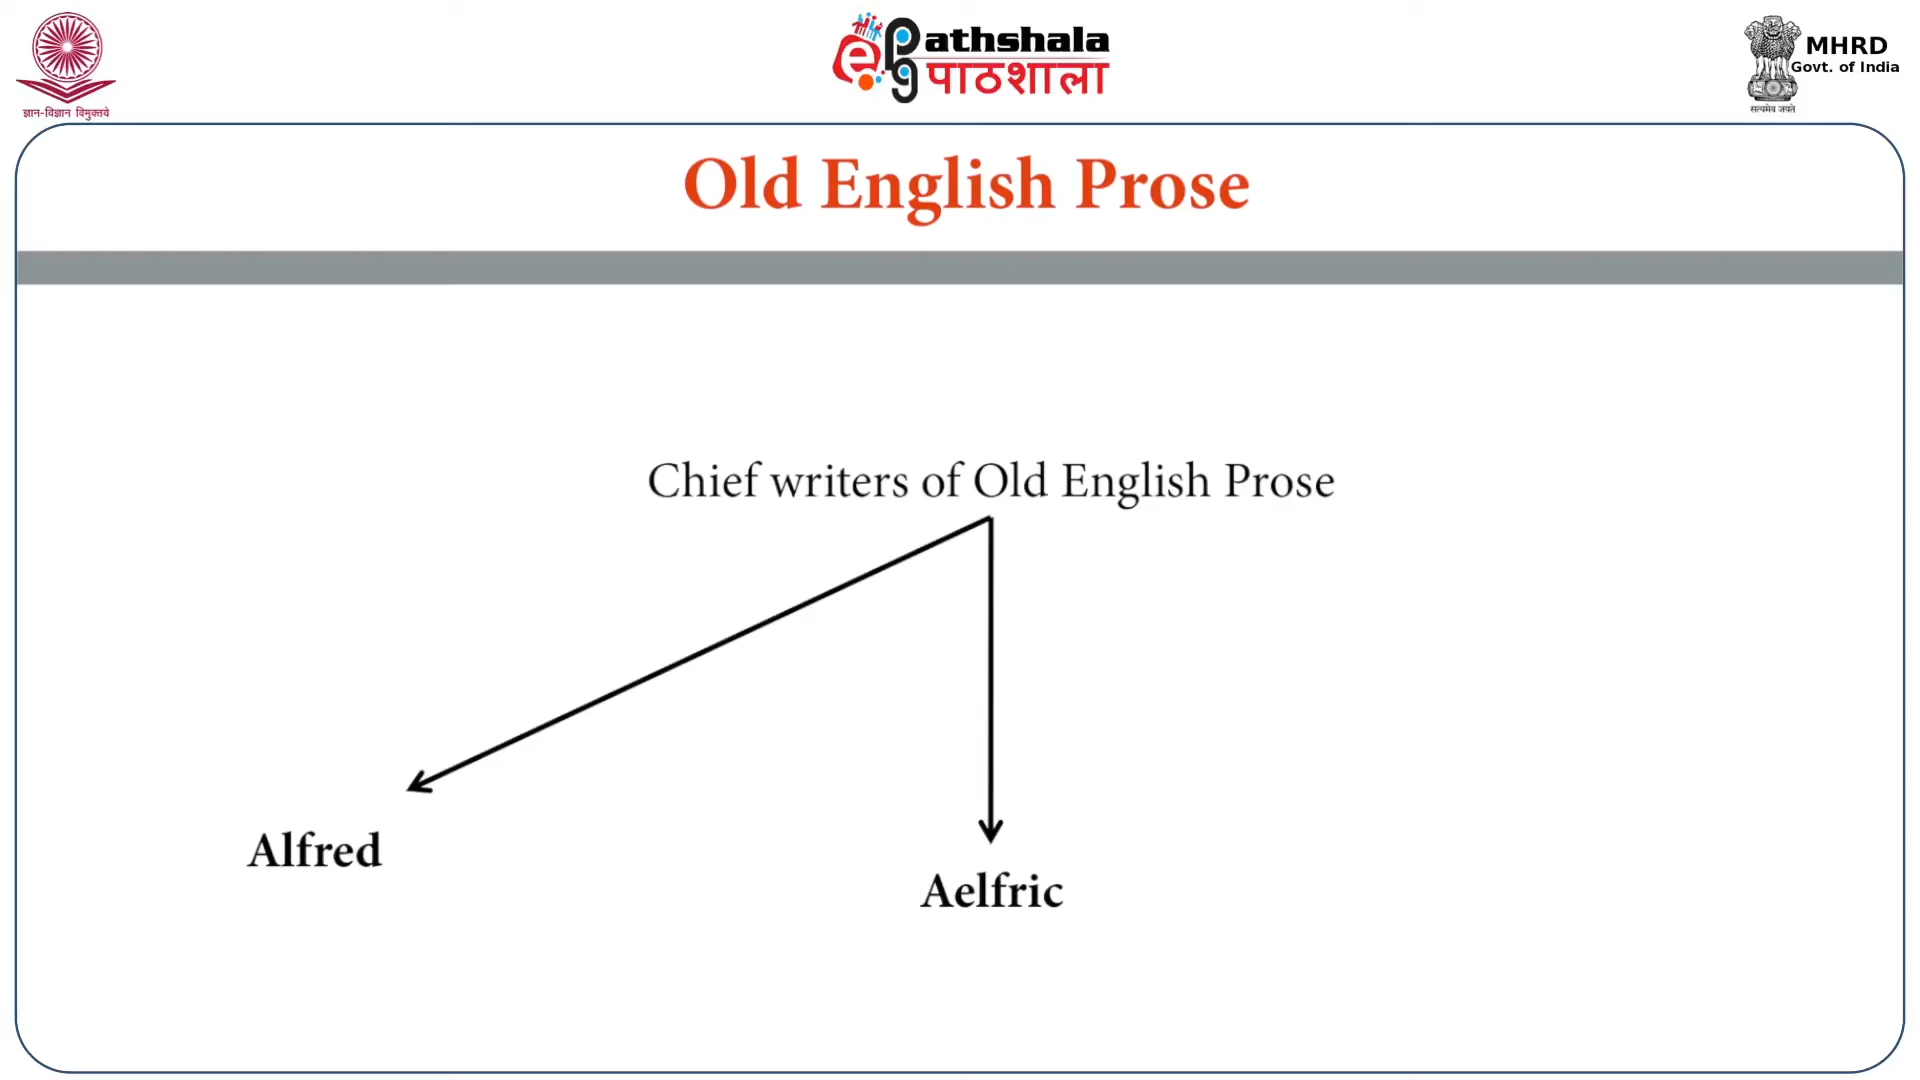 ज्ञान-विज्ञान विमुक्तये
ePathshala
पाठशाला
MHRD
Govt. of India
सत्यमेव जयते
Old English Prose
Chief writers of Old English Prose
Alfred
Aelfric